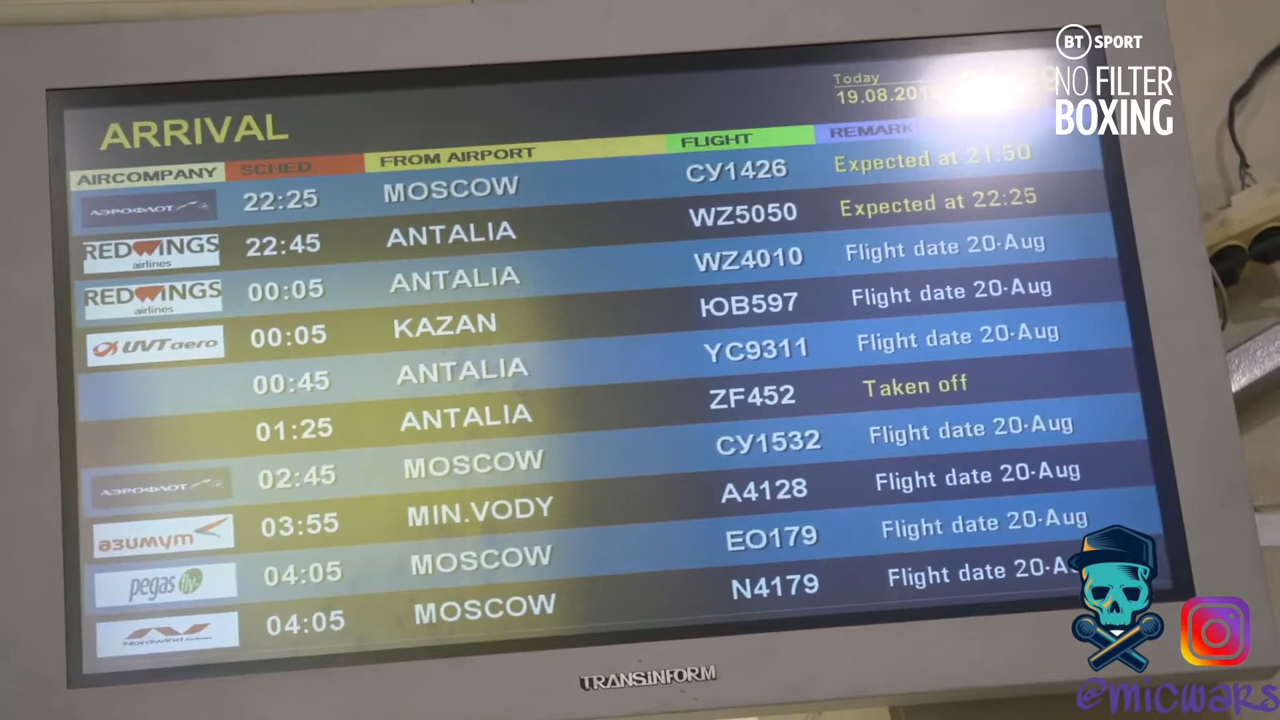 BT SPORT
NO FILTER
BOXING
Today
19.08.201
ARRIVAL
AIRCOMPANY SCHED. FROM AIRPORT FLIGHT REMARK
АЭРОФЛОТ 22:25 MOSCOW СУ1426 Expected at 21:50
REDWINGS airlines 22:45 ANTALIA WZ5050 Expected at 22:25
REDWINGS airlines 00:05 ANTALIA WZ4010 Flight date 20-Aug
UVT aero 00:05 KAZAN ЮВ597 Flight date 20-Aug
00:45 ANTALIA YC9311 Flight date 20-Aug
01:25 ANTALIA ZF452 Taken off
АЭРОФЛОТ 02:45 MOSCOW СУ1532 Flight date 20-Aug
азимут 03:55 MIN.VODY A4128 Flight date 20-Aug
pegas fly 04:05 MOSCOW EO179 Flight date 20-Aug
Nordwind Airlines 04:05 MOSCOW N4179 Flight date 20-A
TRANSINFORM
@micwars